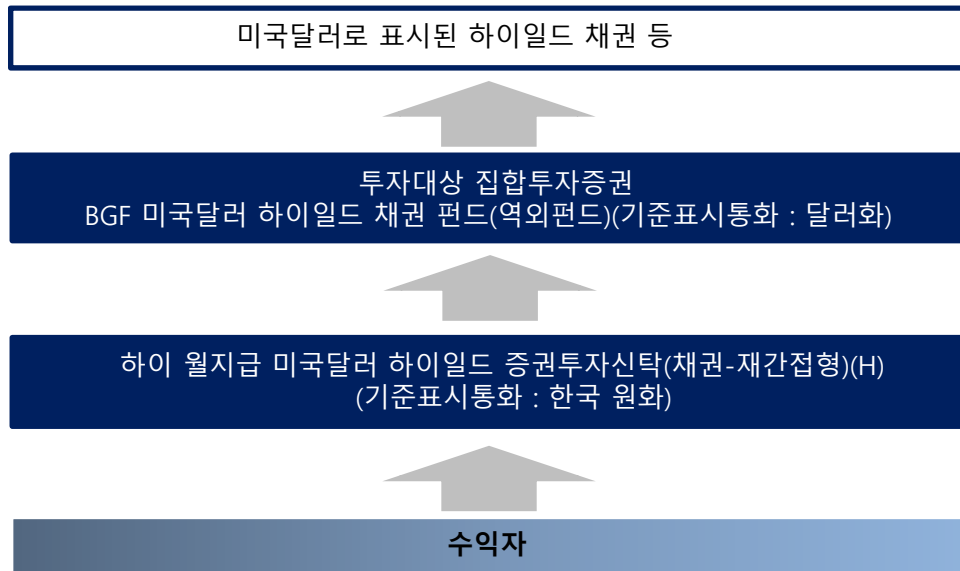 미국달러로 표시된 하이일드 채권 등
투자대상 집합투자증권
BGF 미국달러 하이일드 채권 펀드(역외펀드)(기준표시통화 : 달러화)
하이 월지급 미국달러 하이일드 증권투자신탁(채권-재간접형)(H)
(기준표시통화 : 한국 원화)
수익자